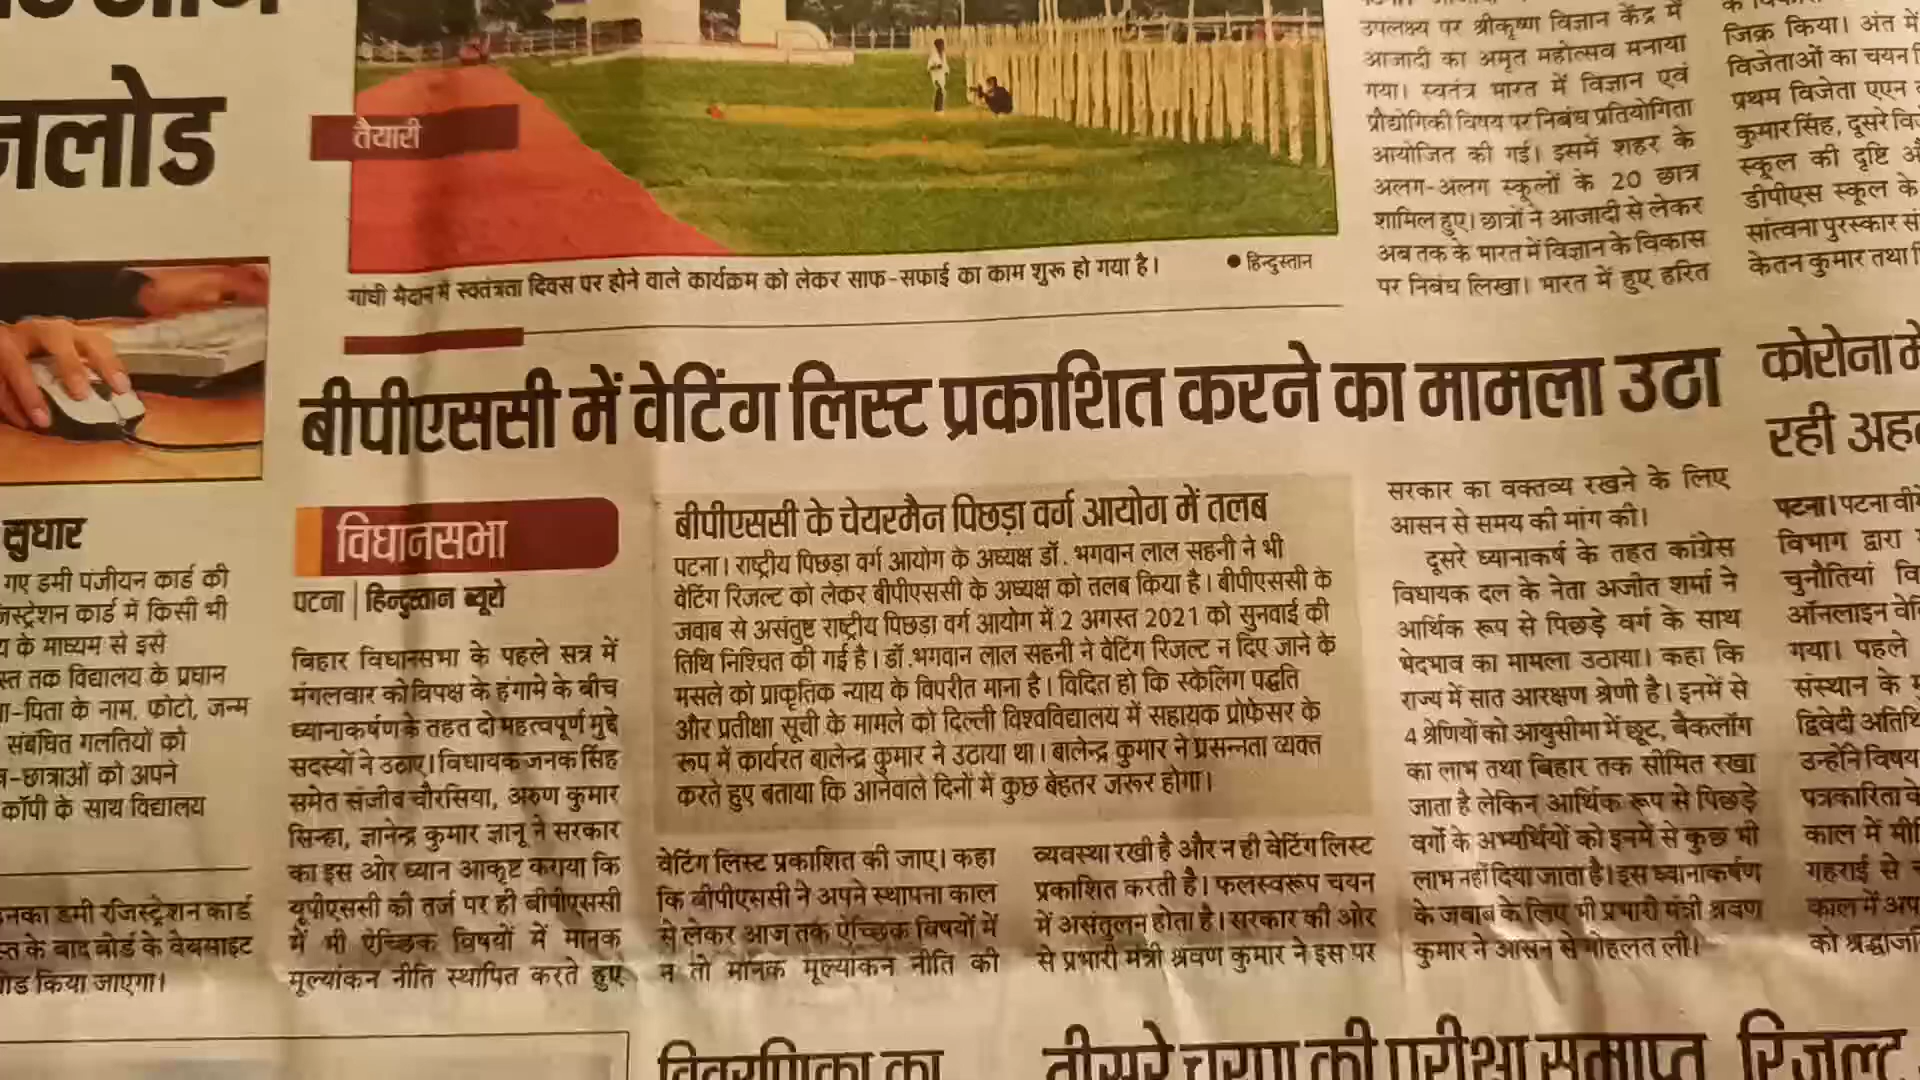 नलोड
तैयारी
गांधी मैदान में स्वतंत्रता दिवस पर होने वाले कार्यक्रम को लेकर साफ-सफाई का काम शुरू हो गया है।
● हिन्दुस्तान
उपलक्ष्य पर श्रीकृष्ण विज्ञान केंद्र में
आजादी का अमृत महोत्सव मनाया
गया। स्वतंत्र भारत में विज्ञान एवं
प्रौद्योगिकी विषय पर निबंध प्रतियोगिता
आयोजित की गई। इसमें शहर के
अलग-अलग स्कूलों के 20 छात्र
शामिल हुए। छात्रों ने आजादी से लेकर
अब तक के भारत में विज्ञान के विकास
पर निबंध लिखा। भारत में हुए हरित
जिक्र किया। अंत में
विजेताओं का चयन
प्रथम विजेता एएन
कुमार सिंह, दूसरे
स्कूल की दृष्टि
डीपीएस स्कूल के
सांत्वना पुरस्कार
केतन कुमार तथा
बीपीएससी में वेटिंग लिस्ट प्रकाशित करने का मामला उठा
विधानसभा
पटना | हिन्दुस्तान ब्यूरो
बिहार विधानसभा के पहले सत्र में
मंगलवार को विपक्ष के हंगामे के बीच
ध्यानाकर्षण के तहत दो महत्वपूर्ण मुद्दे
सदस्यों ने उठाए। विधायक जनक सिंह
समेत संजीव चौरसिया, अरुण कुमार
सिन्हा, ज्ञानेन्द्र कुमार ज्ञानू ने सरकार
का इस ओर ध्यान आकृष्ट कराया कि
यूपीएससी की तर्ज पर ही बीपीएससी
में भी ऐच्छिक विषयों में मानक
मूल्यांकन नीति स्थापित करते हुए
बीपीएससी के चेयरमैन पिछड़ा वर्ग आयोग में तलब
पटना। राष्ट्रीय पिछड़ा वर्ग आयोग के अध्यक्ष डॉ. भगवान लाल सहनी ने भी
वेटिंग रिजल्ट को लेकर बीपीएससी के अध्यक्ष को तलब किया है। बीपीएससी के
जवाब से असंतुष्ट राष्ट्रीय पिछड़ा वर्ग आयोग में 2 अगस्त 2021 को सुनवाई की
तिथि निश्चित की गई है। डॉ.भगवान लाल सहनी ने वेटिंग रिजल्ट न दिए जाने के
मसले को प्राकृतिक न्याय के विपरीत माना है। विदित हो कि स्केलिंग पद्धति
और प्रतीक्षा सूची के मामले को दिल्ली विश्वविद्यालय में सहायक प्रोफेसर के
रूप में कार्यरत बालेन्द्र कुमार ने उठाया था। बालेन्द्र कुमार ने प्रसन्नता व्यक्त
करते हुए बताया कि आनेवाले दिनों में कुछ बेहतर जरूर होगा।
वेटिंग लिस्ट प्रकाशित की जाए। कहा
कि बीपीएससी ने अपने स्थापना काल
से लेकर आज तक ऐच्छिक विषयों में
न तो मानक मूल्यांकन नीति की
व्यवस्था रखी है और न ही वेटिंग लिस्ट
प्रकाशित करती है। फलस्वरूप चयन
में असंतुलन होता है। सरकार की ओर
से प्रभारी मंत्री श्रवण कुमार ने इस पर
सरकार का वक्तव्य रखने के लिए
आसन से समय की मांग की।
दूसरे ध्यानाकर्ष के तहत कांग्रेस
विधायक दल के नेता अजीत शर्मा ने
आर्थिक रूप से पिछड़े वर्ग के साथ
भेदभाव का मामला उठाया। कहा कि
राज्य में सात आरक्षण श्रेणी है। इनमें से
4 श्रेणियों को आयुसीमा में छूट, बैकलॉग
का लाभ तथा बिहार तक सीमित रखा
जाता है लेकिन आर्थिक रूप से पिछड़े
वर्गों के अभ्यर्थियों को इनमें से कुछ भी
लाभ नहीं दिया जाता है। इस ध्यानाकर्षण
के जवाब के लिए भी प्रभारी मंत्री श्रवण
कुमार ने आसन से मोहलत ली।
कोरोना में
रही
पटना। पटना
विभाग द्वारा
चुनौतियां
ऑनलाइन
गया। पहले
संस्थान के
द्विवेदी
उन्होंने विषय
पत्रकारिता
काल में
गहराई से
काल में
को
सुधार
गए डमी पंजीयन कार्ड की
कार्ड में किसी भी
के माध्यम से इसे
तक विद्यालय के प्रधान
-पिता के नाम, फोटो, जन्म
संबंधित गलतियों को
-छात्राओं को अपने
कॉपी के साथ विद्यालय
डमी रजिस्ट्रेशन कार्ड
के बाद बोर्ड के वेबसाइट
किया जाएगा।
विवरणिका का
तीसरे चरण की परीक्षा समाप्त, रिजल्ट